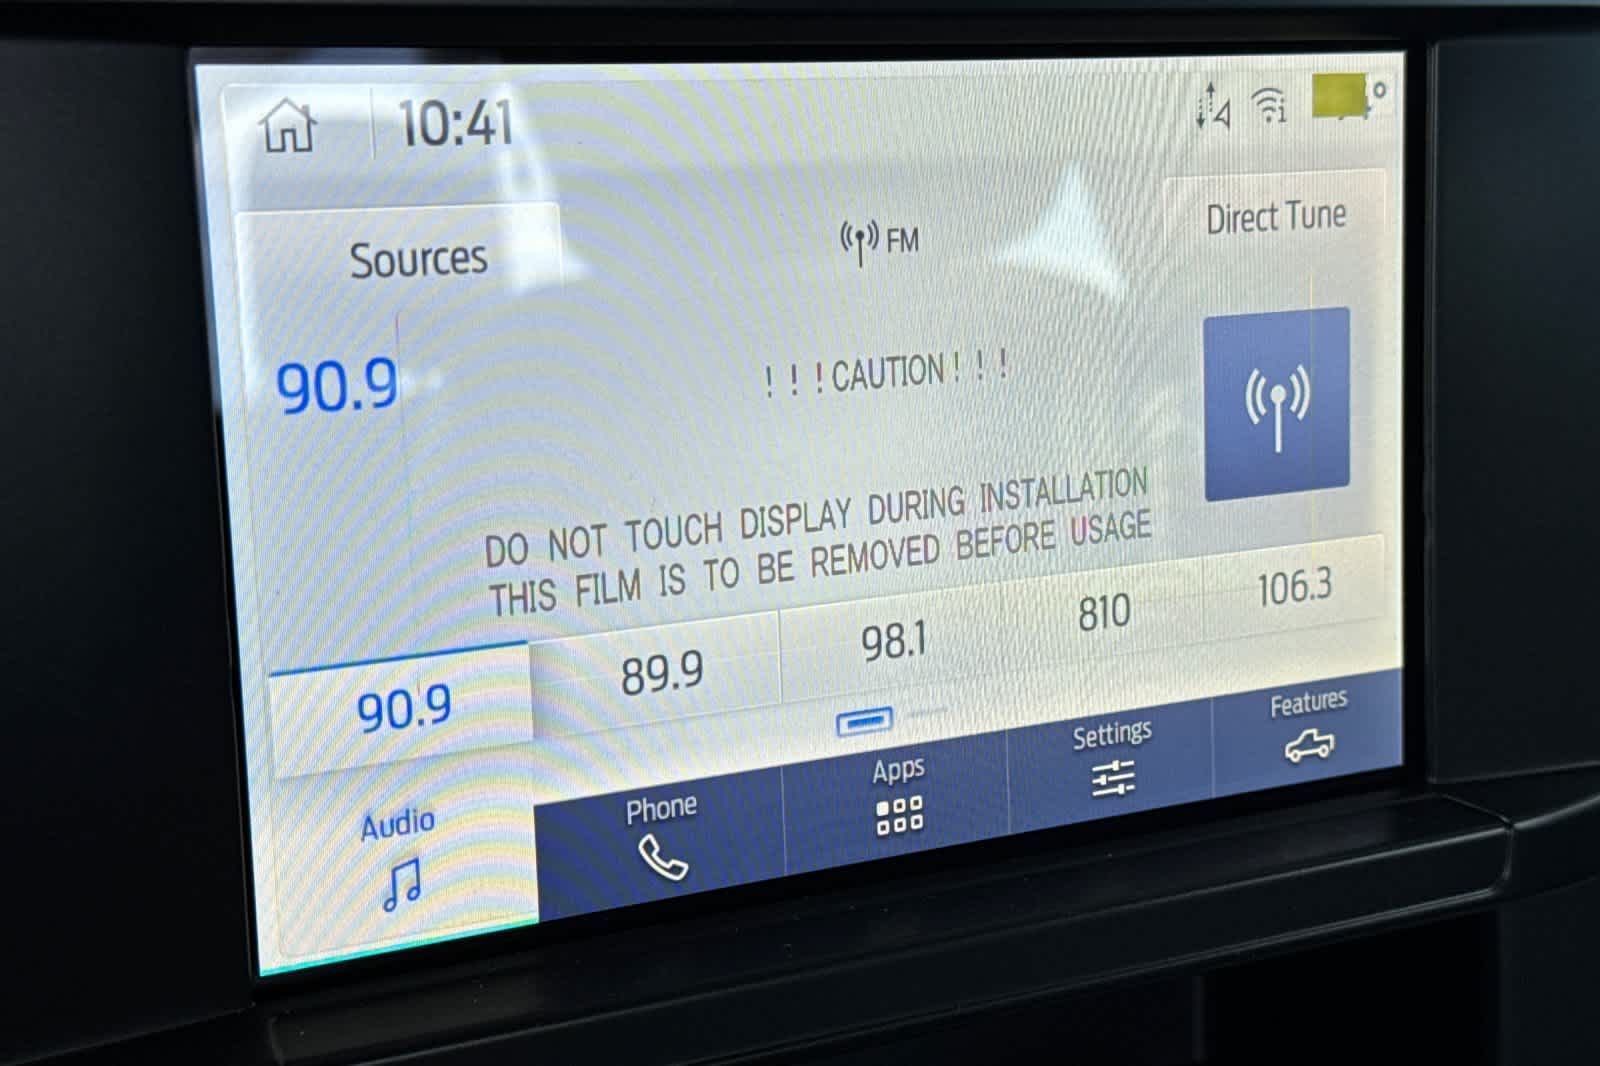 10:41
Sources
FM
Direct Tune
90.9
! ! ! CAUTION ! ! !
DO NOT TOUCH DISPLAY DURING INSTALLATION
THIS FILM IS TO BE REMOVED BEFORE USAGE
90.9
89.9
98.1
810
106.3
Audio
Phone
Apps
Settings
Features